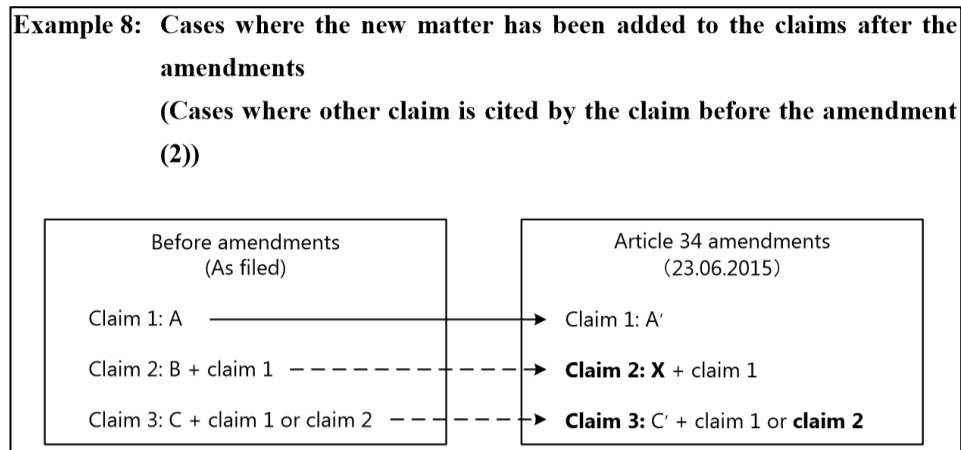 Example 8: Cases where the new matter has been added to the claims after the
amendments
(Cases where other claim is cited by the claim before the amendment
(2))
Before amendments
(As filed)
Claim 1: A
Claim 2: B + claim 1
Claim 3: C + claim 1 or claim 2
Article 34 amendments
(23.06.2015)
Claim 1: A′
Claim 2: X + claim 1
Claim 3: C′ + claim 1 or claim 2